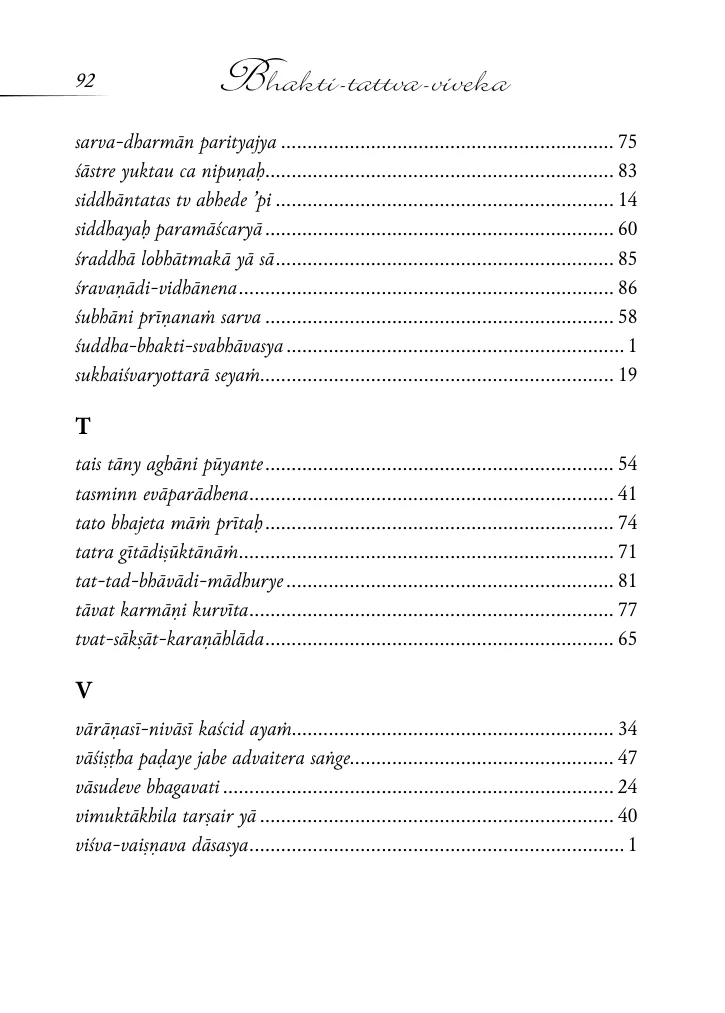 92
Bhakti-tattva-viveka
sarva-dharmān parityajya ................................................................ 75
śāstre yuktau ca nipuṇaḥ................................................................... 83
siddhāntatas tv abhede ’pi ................................................................. 14
siddhayaḥ paramāścaryā ................................................................... 60
śraddhā lobhātmakā yā sā................................................................. 85
śravaṇādi-vidhānena........................................................................ 86
śubhāni prīṇanaṁ sarva ................................................................... 58
śuddha-bhakti-svabhāvasya ................................................................. 1
sukhaiśvaryottarā seyaṁ.................................................................... 19
T
tais tāny aghāni pūyante ................................................................... 54
tasminn evāparādhena...................................................................... 41
tato bhajeta māṁ prītaḥ ................................................................... 74
tatra gītādiṣūktānāṁ........................................................................ 71
tat-tad-bhāvādi-mādhurye ............................................................... 81
tāvat karmāṇi kurvīta...................................................................... 77
tvat-sākṣāt-karaṇāhlāda................................................................... 65
V
vārāṇasī-nivāsī kaścid ayaṁ.............................................................. 34
vāśiṣṭha paḍaye jabe advaitera saṅge................................................... 47
vāsudeve bhagavati ........................................................................... 24
vimuktākhila tarṣair yā .................................................................... 40
viśva-vaiṣṇava dāsasya........................................................................ 1